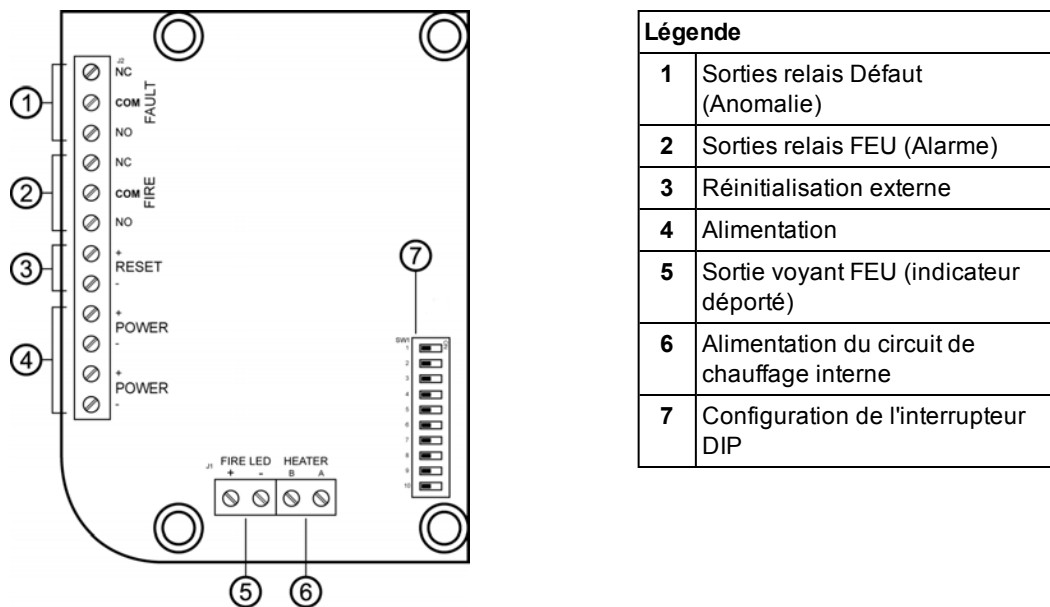 J2
NC
COM
NO
FAULT
1
NC
COM
NO
FIRE
2
+
RESET
-
3
+
POWER
-
+
POWER
-
4
7
SW1
ON
1
2
3
4
5
6
7
8
9
10
J1
FIRE LED HEATER
+ - B A
5 6
Légende
1 Sorties relais Défaut
(Anomalie)
2 Sorties relais FEU (Alarme)
3 Réinitialisation externe
4 Alimentation
5 Sortie voyant FEU (indicateur
déporté)
6 Alimentation du circuit de
chauffage interne
7 Configuration de l'interrupteur
DIP